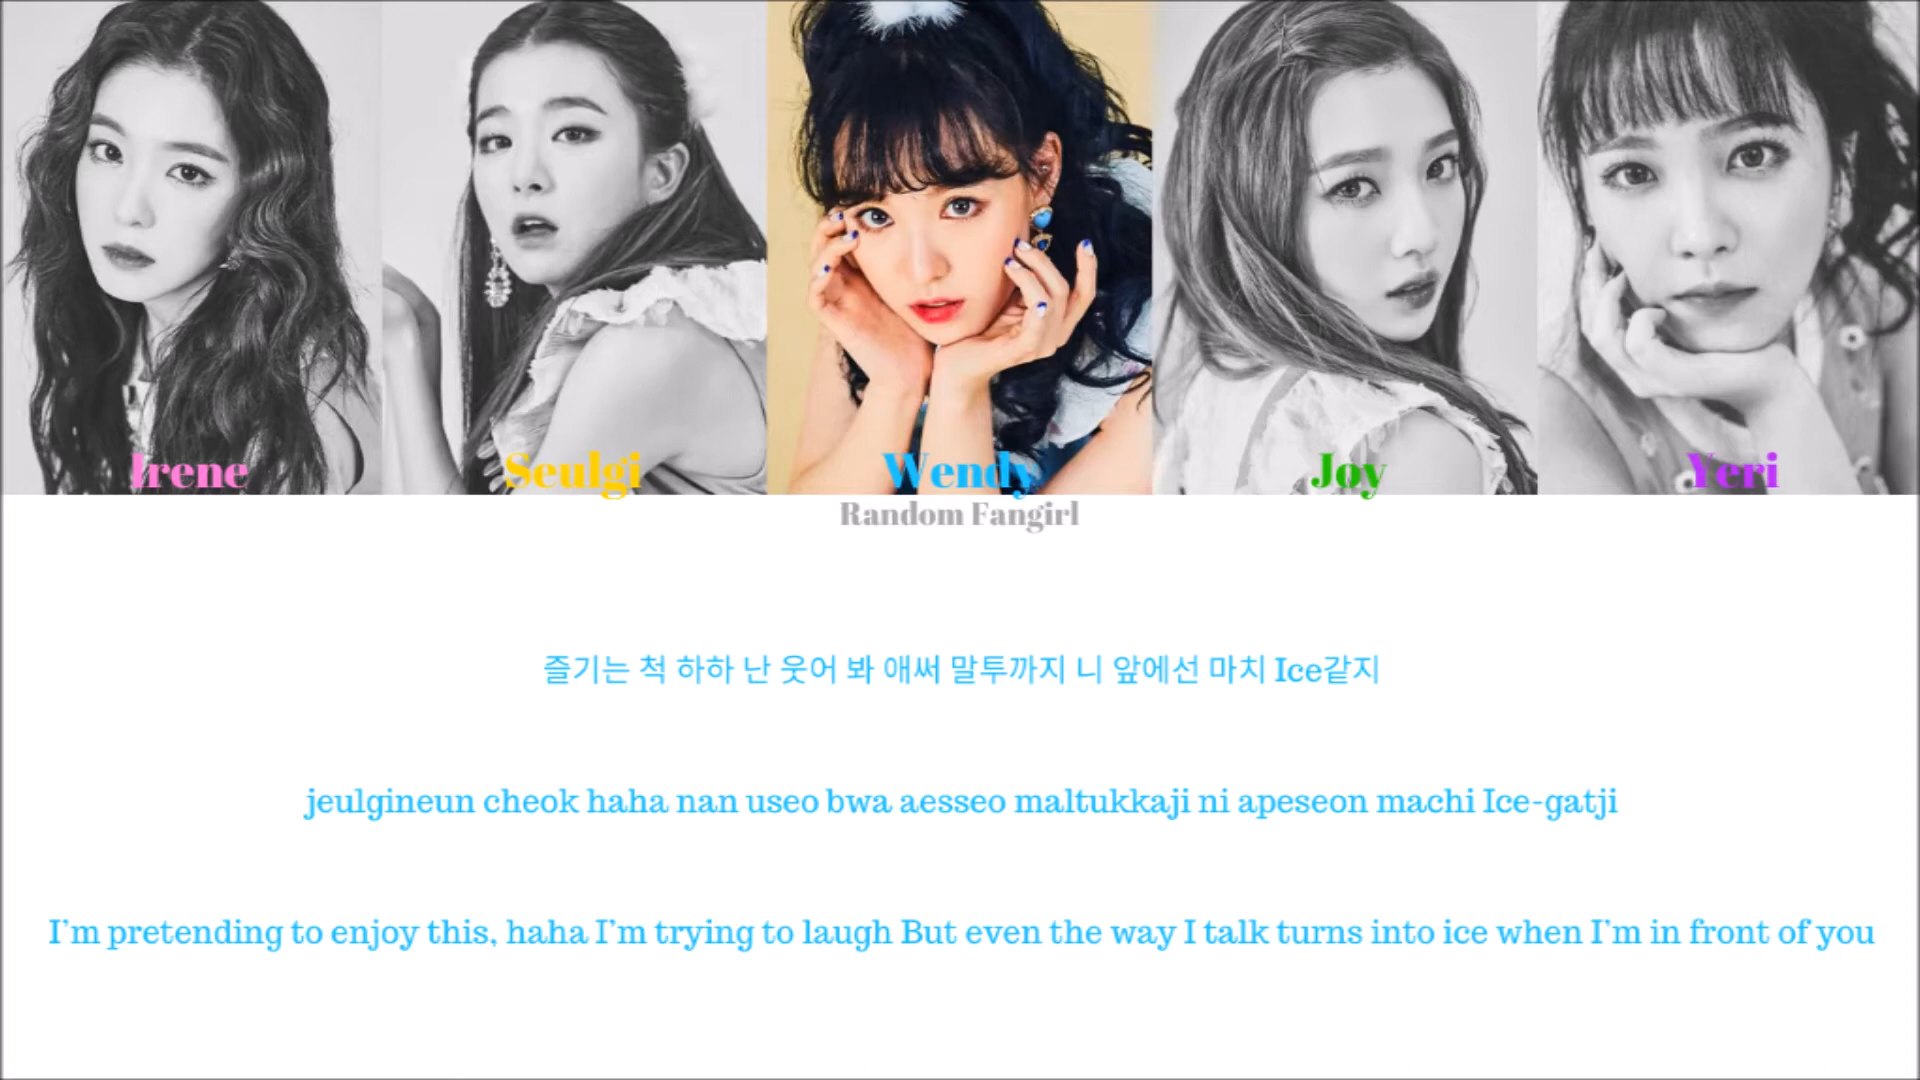 Irene Seulgi Wendy Joy Yeri
Random Fangirl
즐기는 척 하하 난 웃어 봐 애써 말투까지 니 앞에선 마치 Ice같지
jeulgineun cheok haha nan useo bwa aesseo maltukkaji ni apeseon machi Ice-gatji
I'm pretending to enjoy this, haha I'm trying to laugh But even the way I talk turns into ice when I'm in front of you